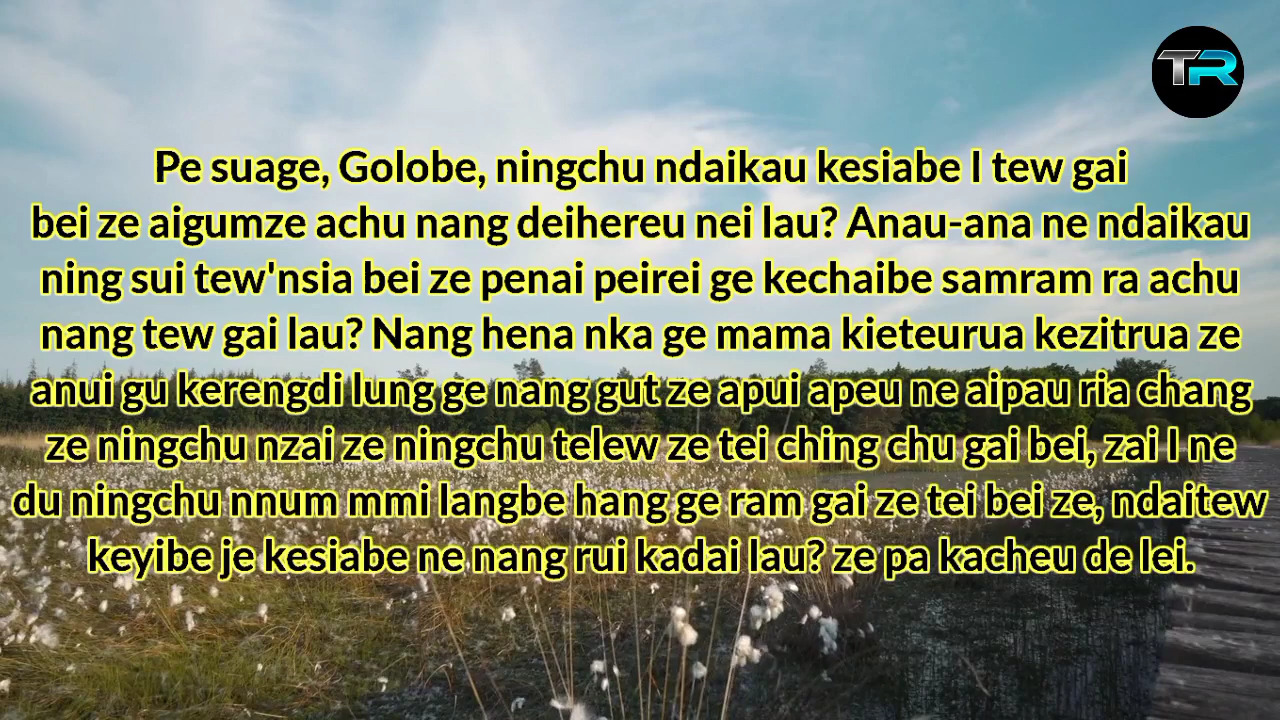 TR
Pe suage, Golobe, ningchu ndaikau kesiabe I tew gai
bei ze aigumze achu nang deihereu nei lau? Anau-ana ne ndaikau
ning sui tew'nsia bei ze penai peirei ge kechaibe samram ra achu
nang tew gai lau? Nang hena nka ge mama kieteurua kezitrua ze
anui gu kerengdi lung ge nang gut ze apui apeu ne aipau ria chang
ze ningchu nzai ze ningchu telew ze tei ching chu gai bei, zai I ne
du ningchu nnum mmi langbe hang ge ram gai ze tei bei ze, ndaitew
keyibe je kesiabe ne nang rui kadai lau? ze pa kacheu de lei.